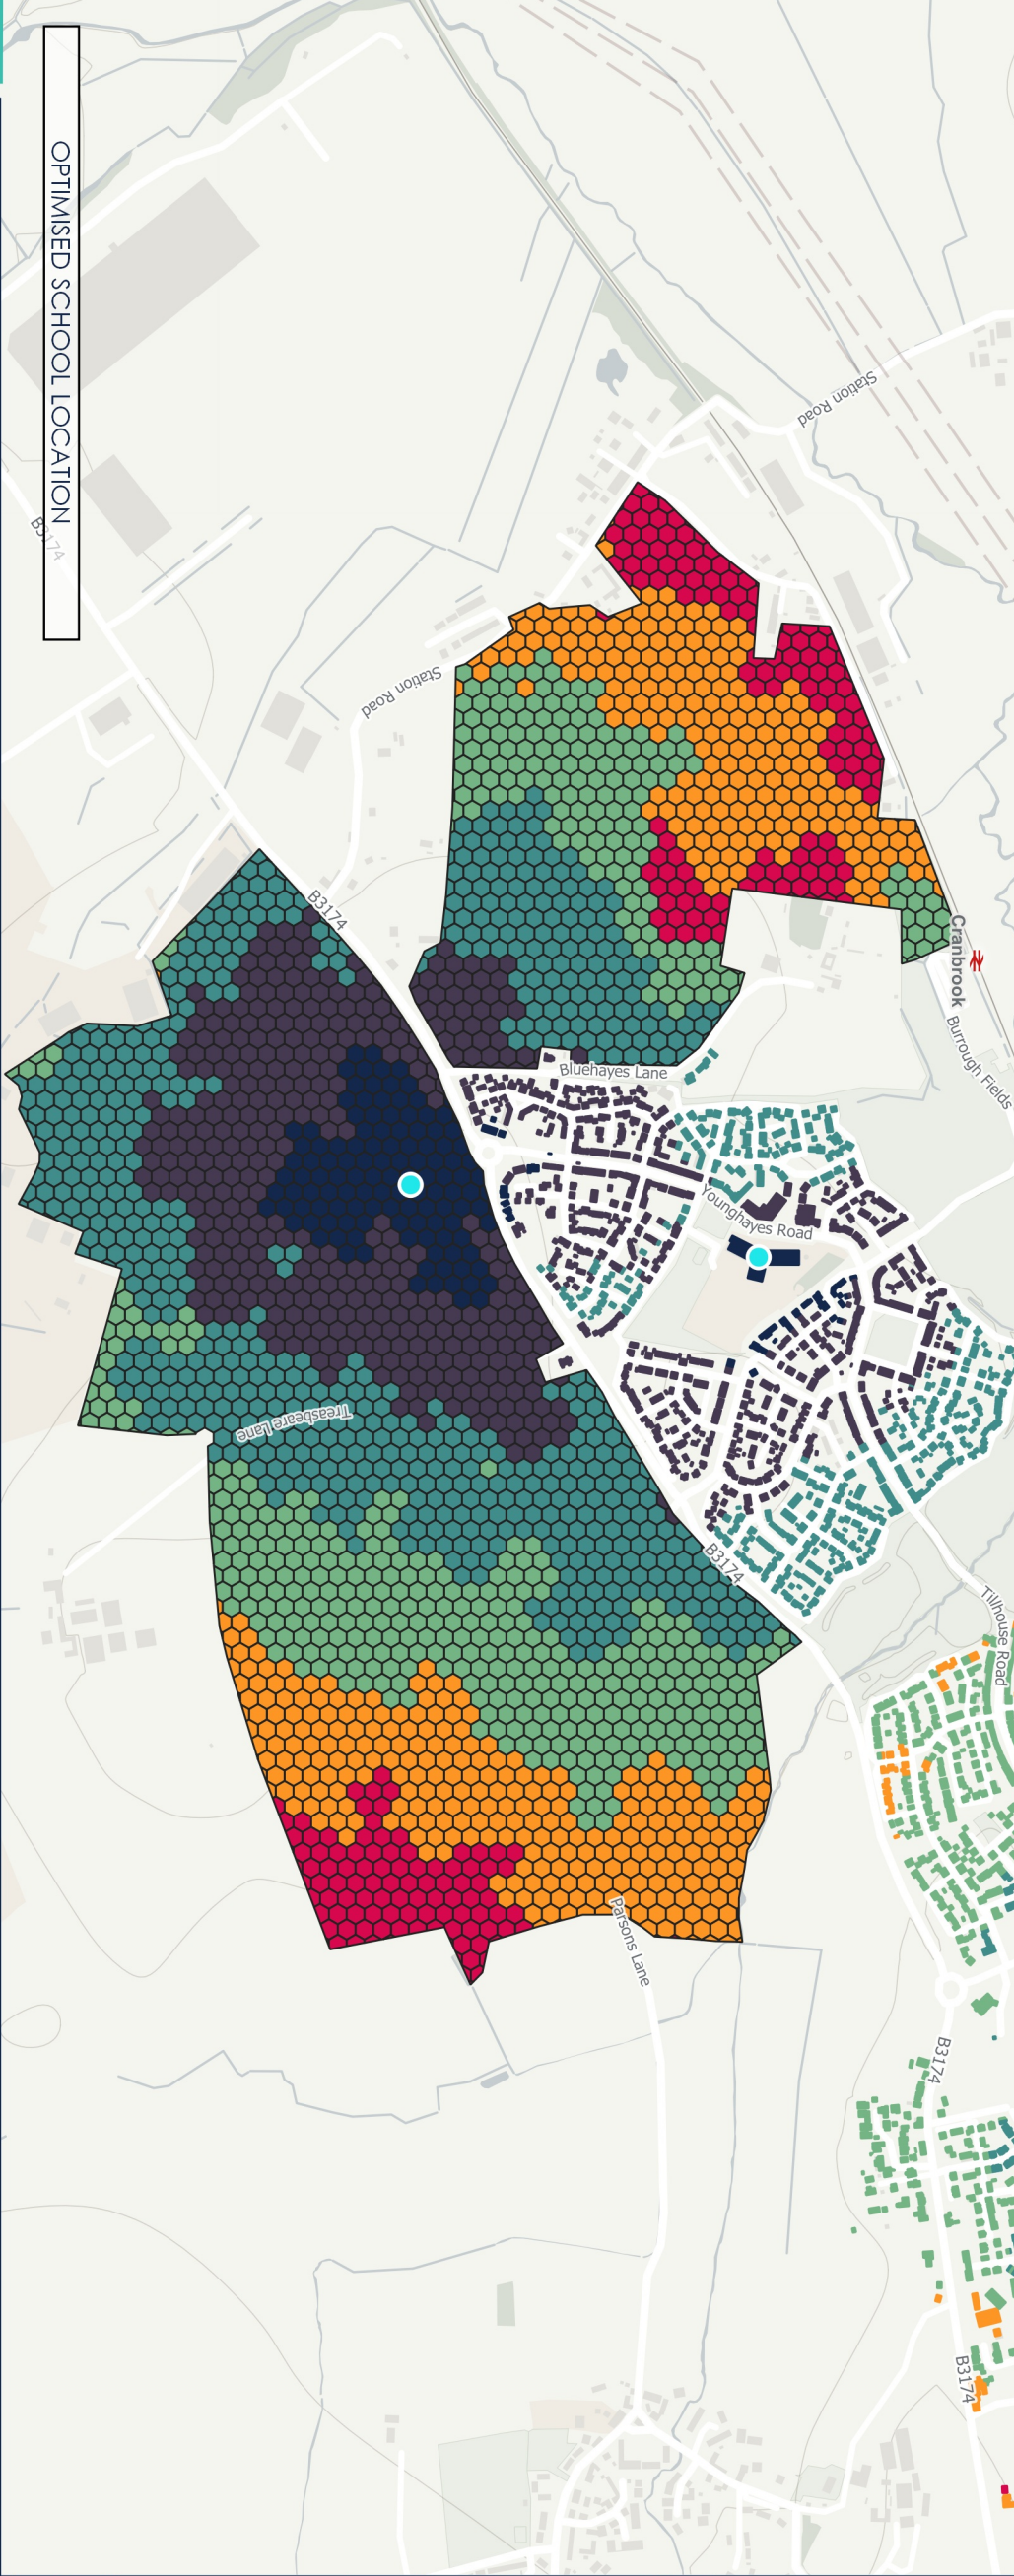 OPTIMISED SCHOOL LOCATION
B3174
Station Road
Station Road
B3174
Cranbrook
Burrough Fields
Bluehayes Lane
Younghayes Road
Treasbeare Lane
B3174
Tillhouse Road
Parsons Lane
B3174
B3174